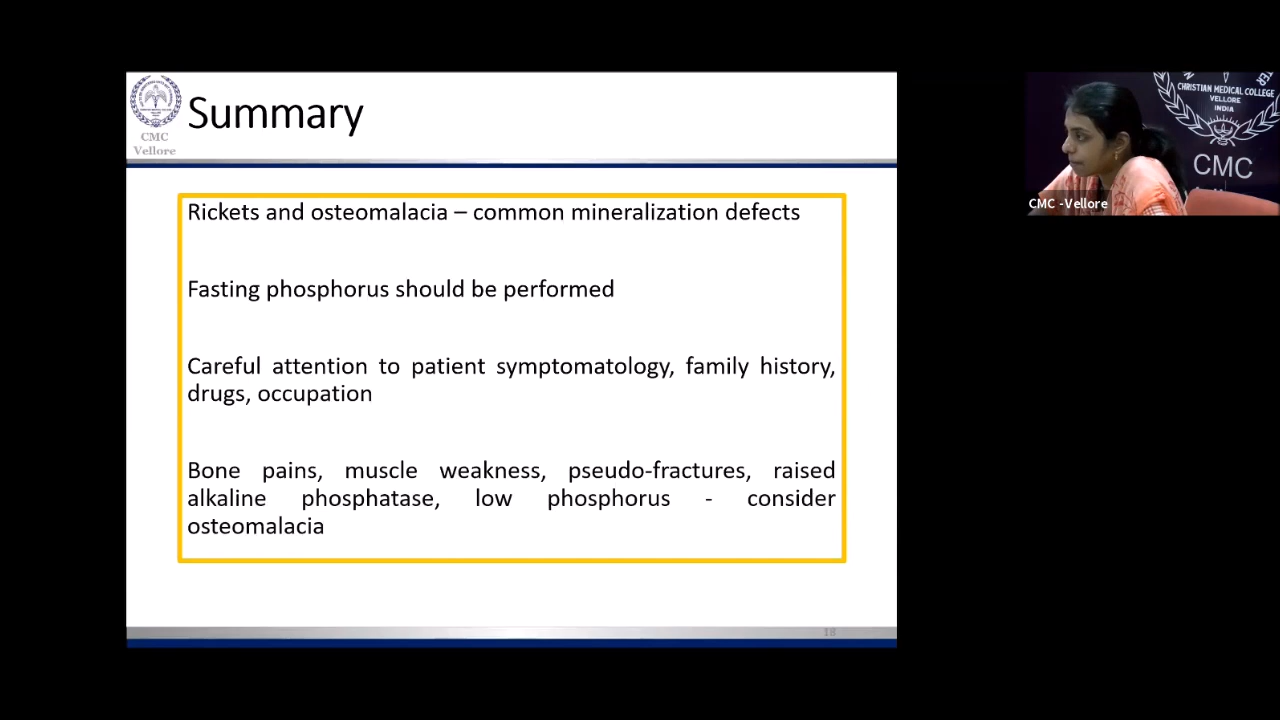 Summary
CMC
Vellore
Rickets and osteomalacia – common mineralization defects
Fasting phosphorus should be performed
Careful attention to patient symptomatology, family history,
drugs, occupation
Bone pains, muscle weakness, pseudo-fractures, raised
alkaline phosphatase, low phosphorus - consider
osteomalacia
18
CHRISTIAN MEDICAL COLLEGE
VELLORE
INDIA
CMC
CMC -Vellore